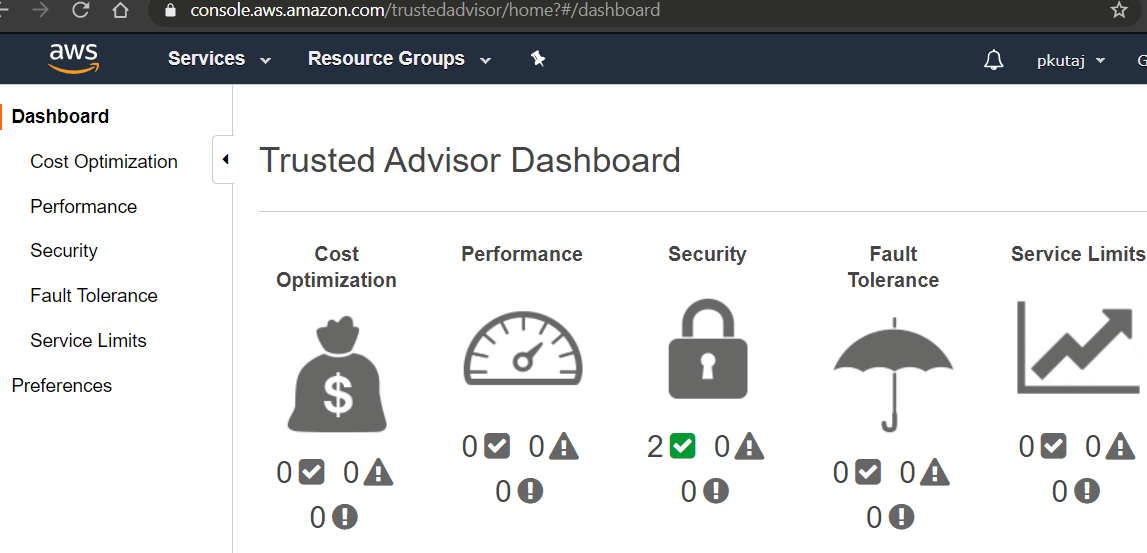 console.aws.amazon.com/trustedadvisor/home?#/dashboard
aws
Services
Resource Groups
pkutaj
G
Dashboard
Cost Optimization
Performance
Security
Fault Tolerance
Service Limits
Preferences
Trusted Advisor Dashboard
Cost
Optimization
$
0 0
0
Performance
0 0
0
Security
2 0
0
Fault
Tolerance
0 0
0
Service Limits
0 0
0